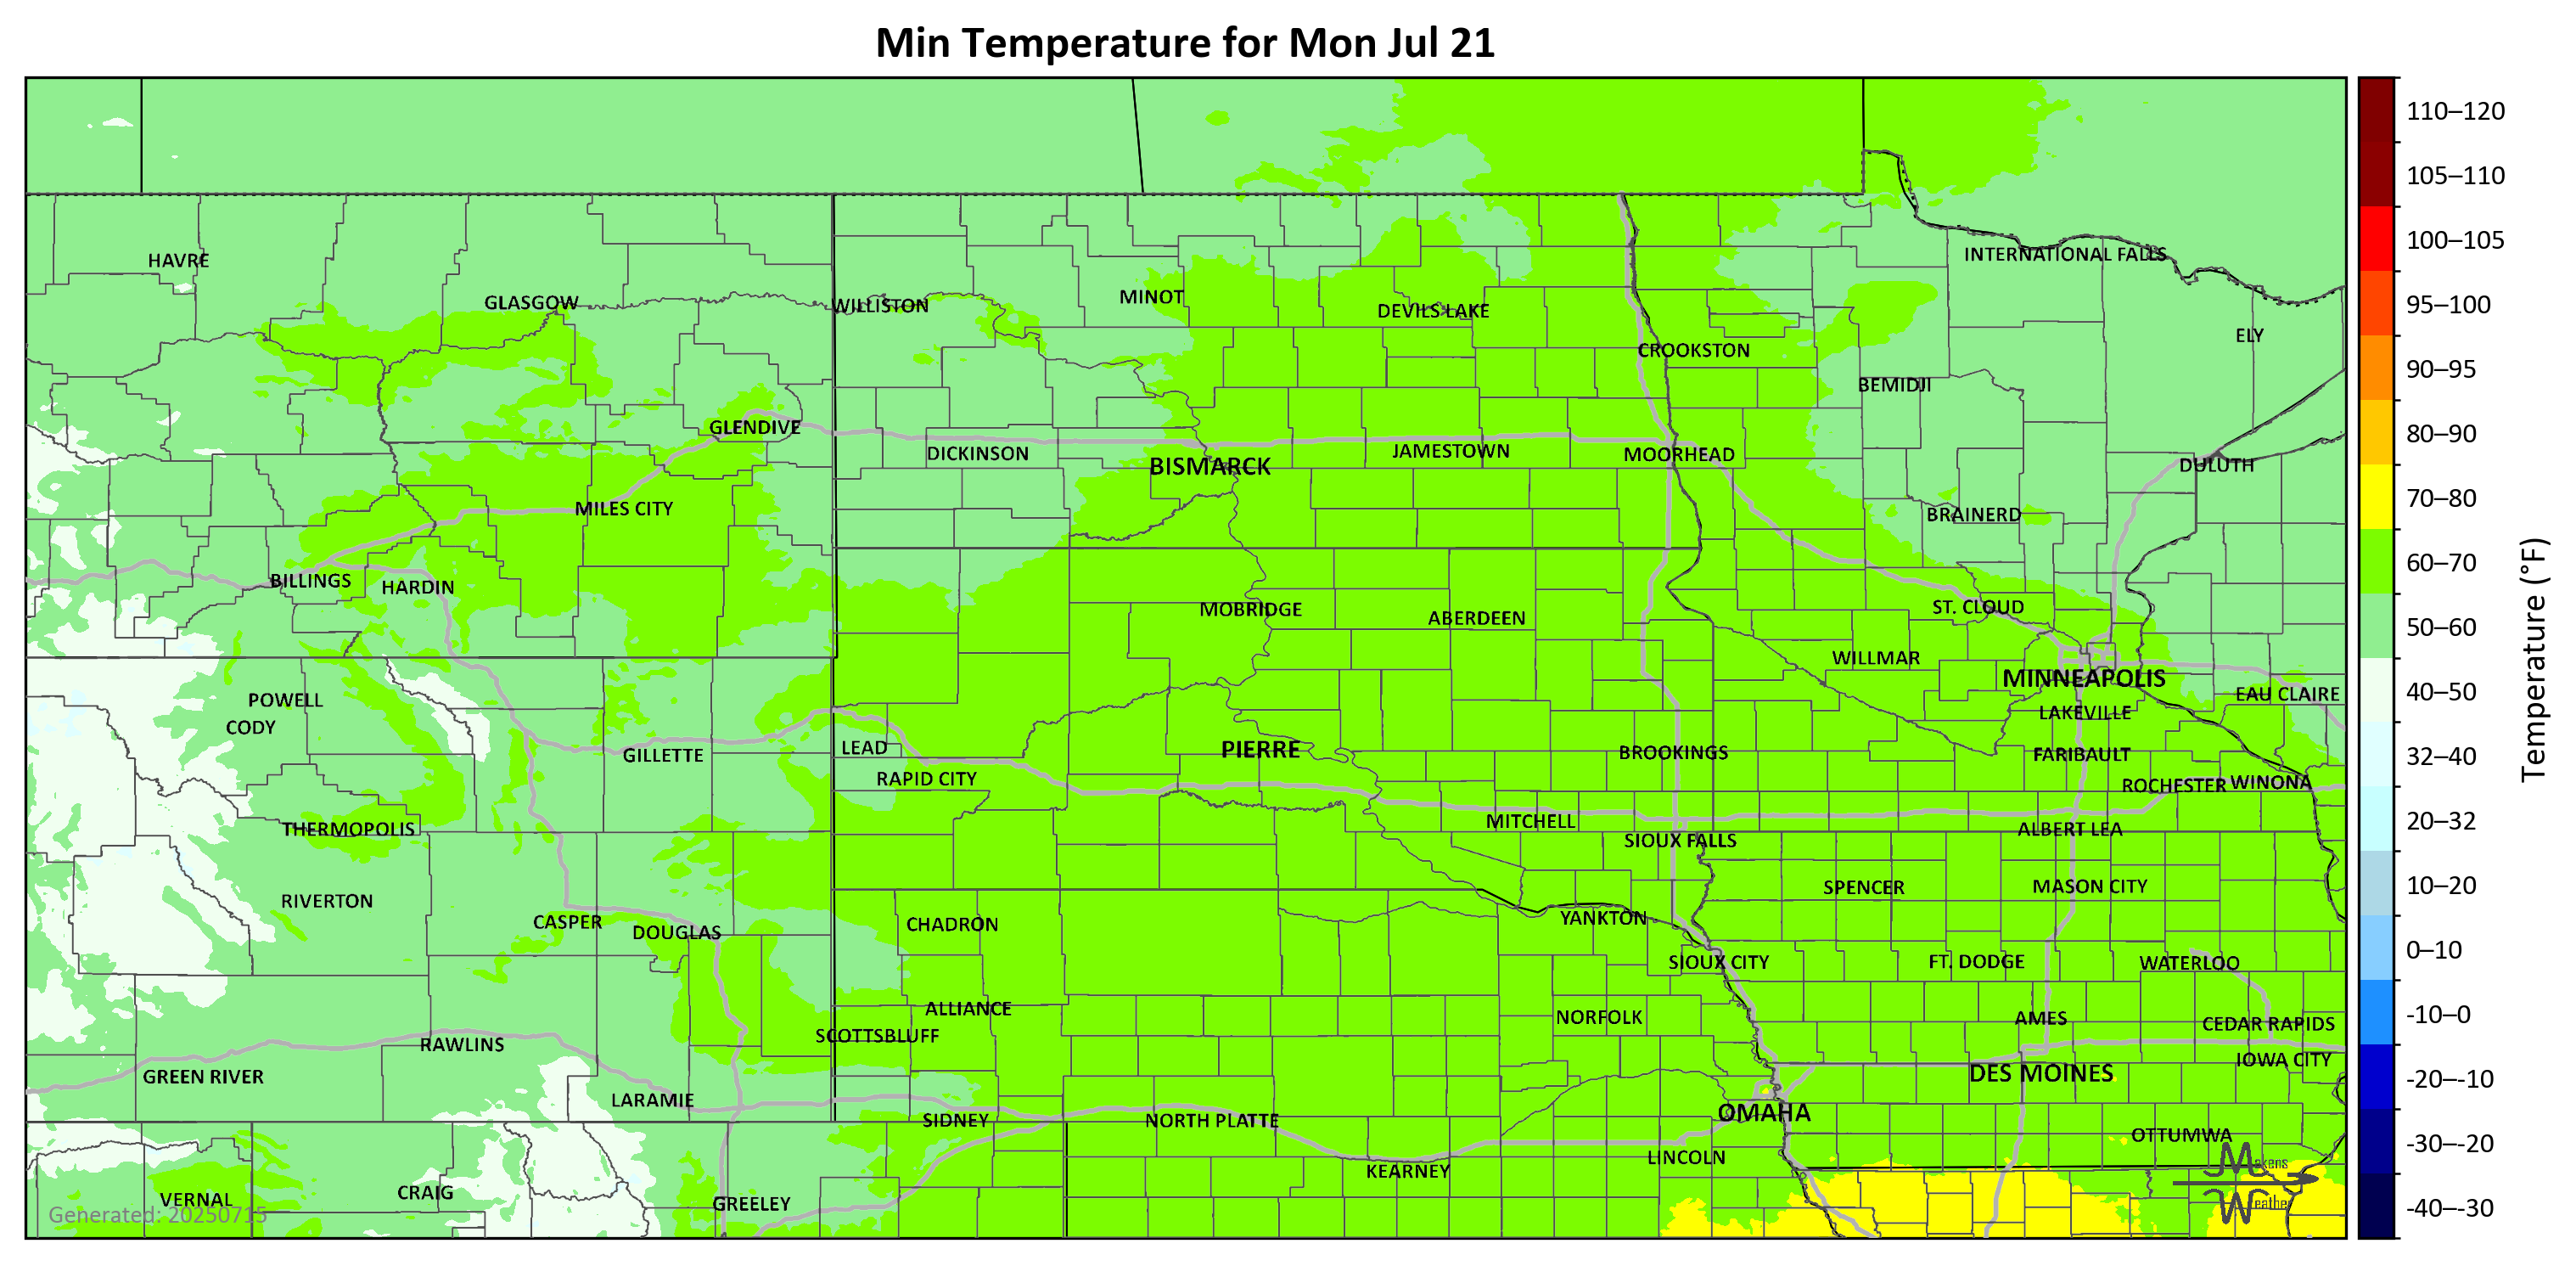 Min Temperature for Mon Jul 21
110–120
105–110
100–105
95–100
90–95
80–90
70–80
60–70
50–60
40–50
32–40
20–32
10–20
0–10
-10–0
-20–-10
-30–-20
-40–-30
Temperature (°F)
HAVRE
INTERNATIONAL FALLS
GLASGOW
WILLISTON
MINOT
DEVILS LAKE
ELY
CROOKSTON
BEMIDJI
GLENDIVE
DICKINSON
BISMARCK
JAMESTOWN
MOORHEAD
DULUTH
MILES CITY
BRAINERD
BILLINGS
HARDIN
MOBRIDGE
ABERDEEN
ST. CLOUD
WILLMAR
MINNEAPOLIS
EAU CLAIRE
POWELL
CODY
LAKEVILLE
GILLETTE
LEAD
PIERRE
BROOKINGS
FARIBAULT
RAPID CITY
ROCHESTER
WINONA
THERMOPOLIS
MITCHELL
SIOUX FALLS
ALBERT LEA
RIVERTON
SPENCER
MASON CITY
CASPER
DOUGLAS
CHADRON
YANKTON
SIOUX CITY
FT. DODGE
WATERLOO
ALLIANCE
NORFOLK
AMES
CEDAR RAPIDS
SCOTTSBLUFF
RAWLINS
IOWA CITY
GREEN RIVER
DES MOINES
LARAMIE
SIDNEY
NORTH PLATTE
OMAHA
OTTUMWA
LINCOLN
KEARNEY
VERNAL
CRAIG
GREELEY
Makens
Weather
Generated: 20250715